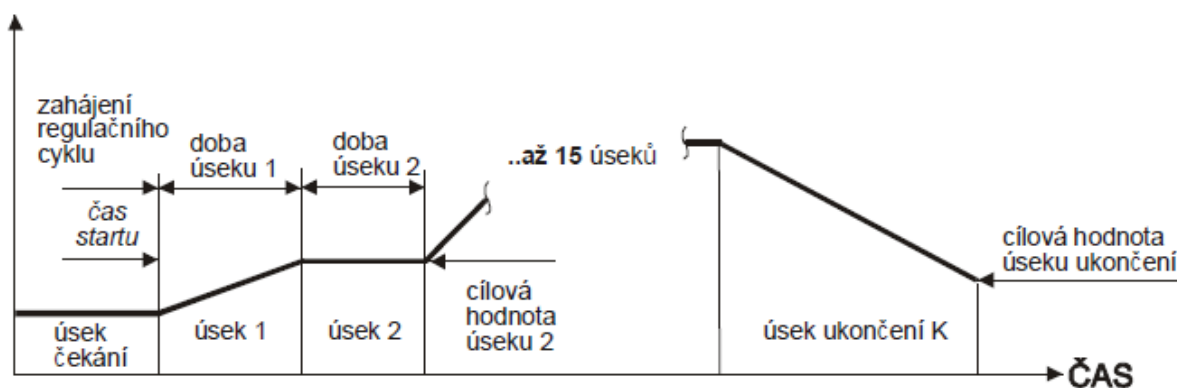 zahájení
regulačního
cyklu
doba
úseku 1
doba
úseku 2
..až 15 úseků
čas
startu
cílová hodnota
úseku ukončení
cílová
hodnota
úseku 2
úsek
čekání
úsek 1
úsek 2
úsek ukončení K
ČAS